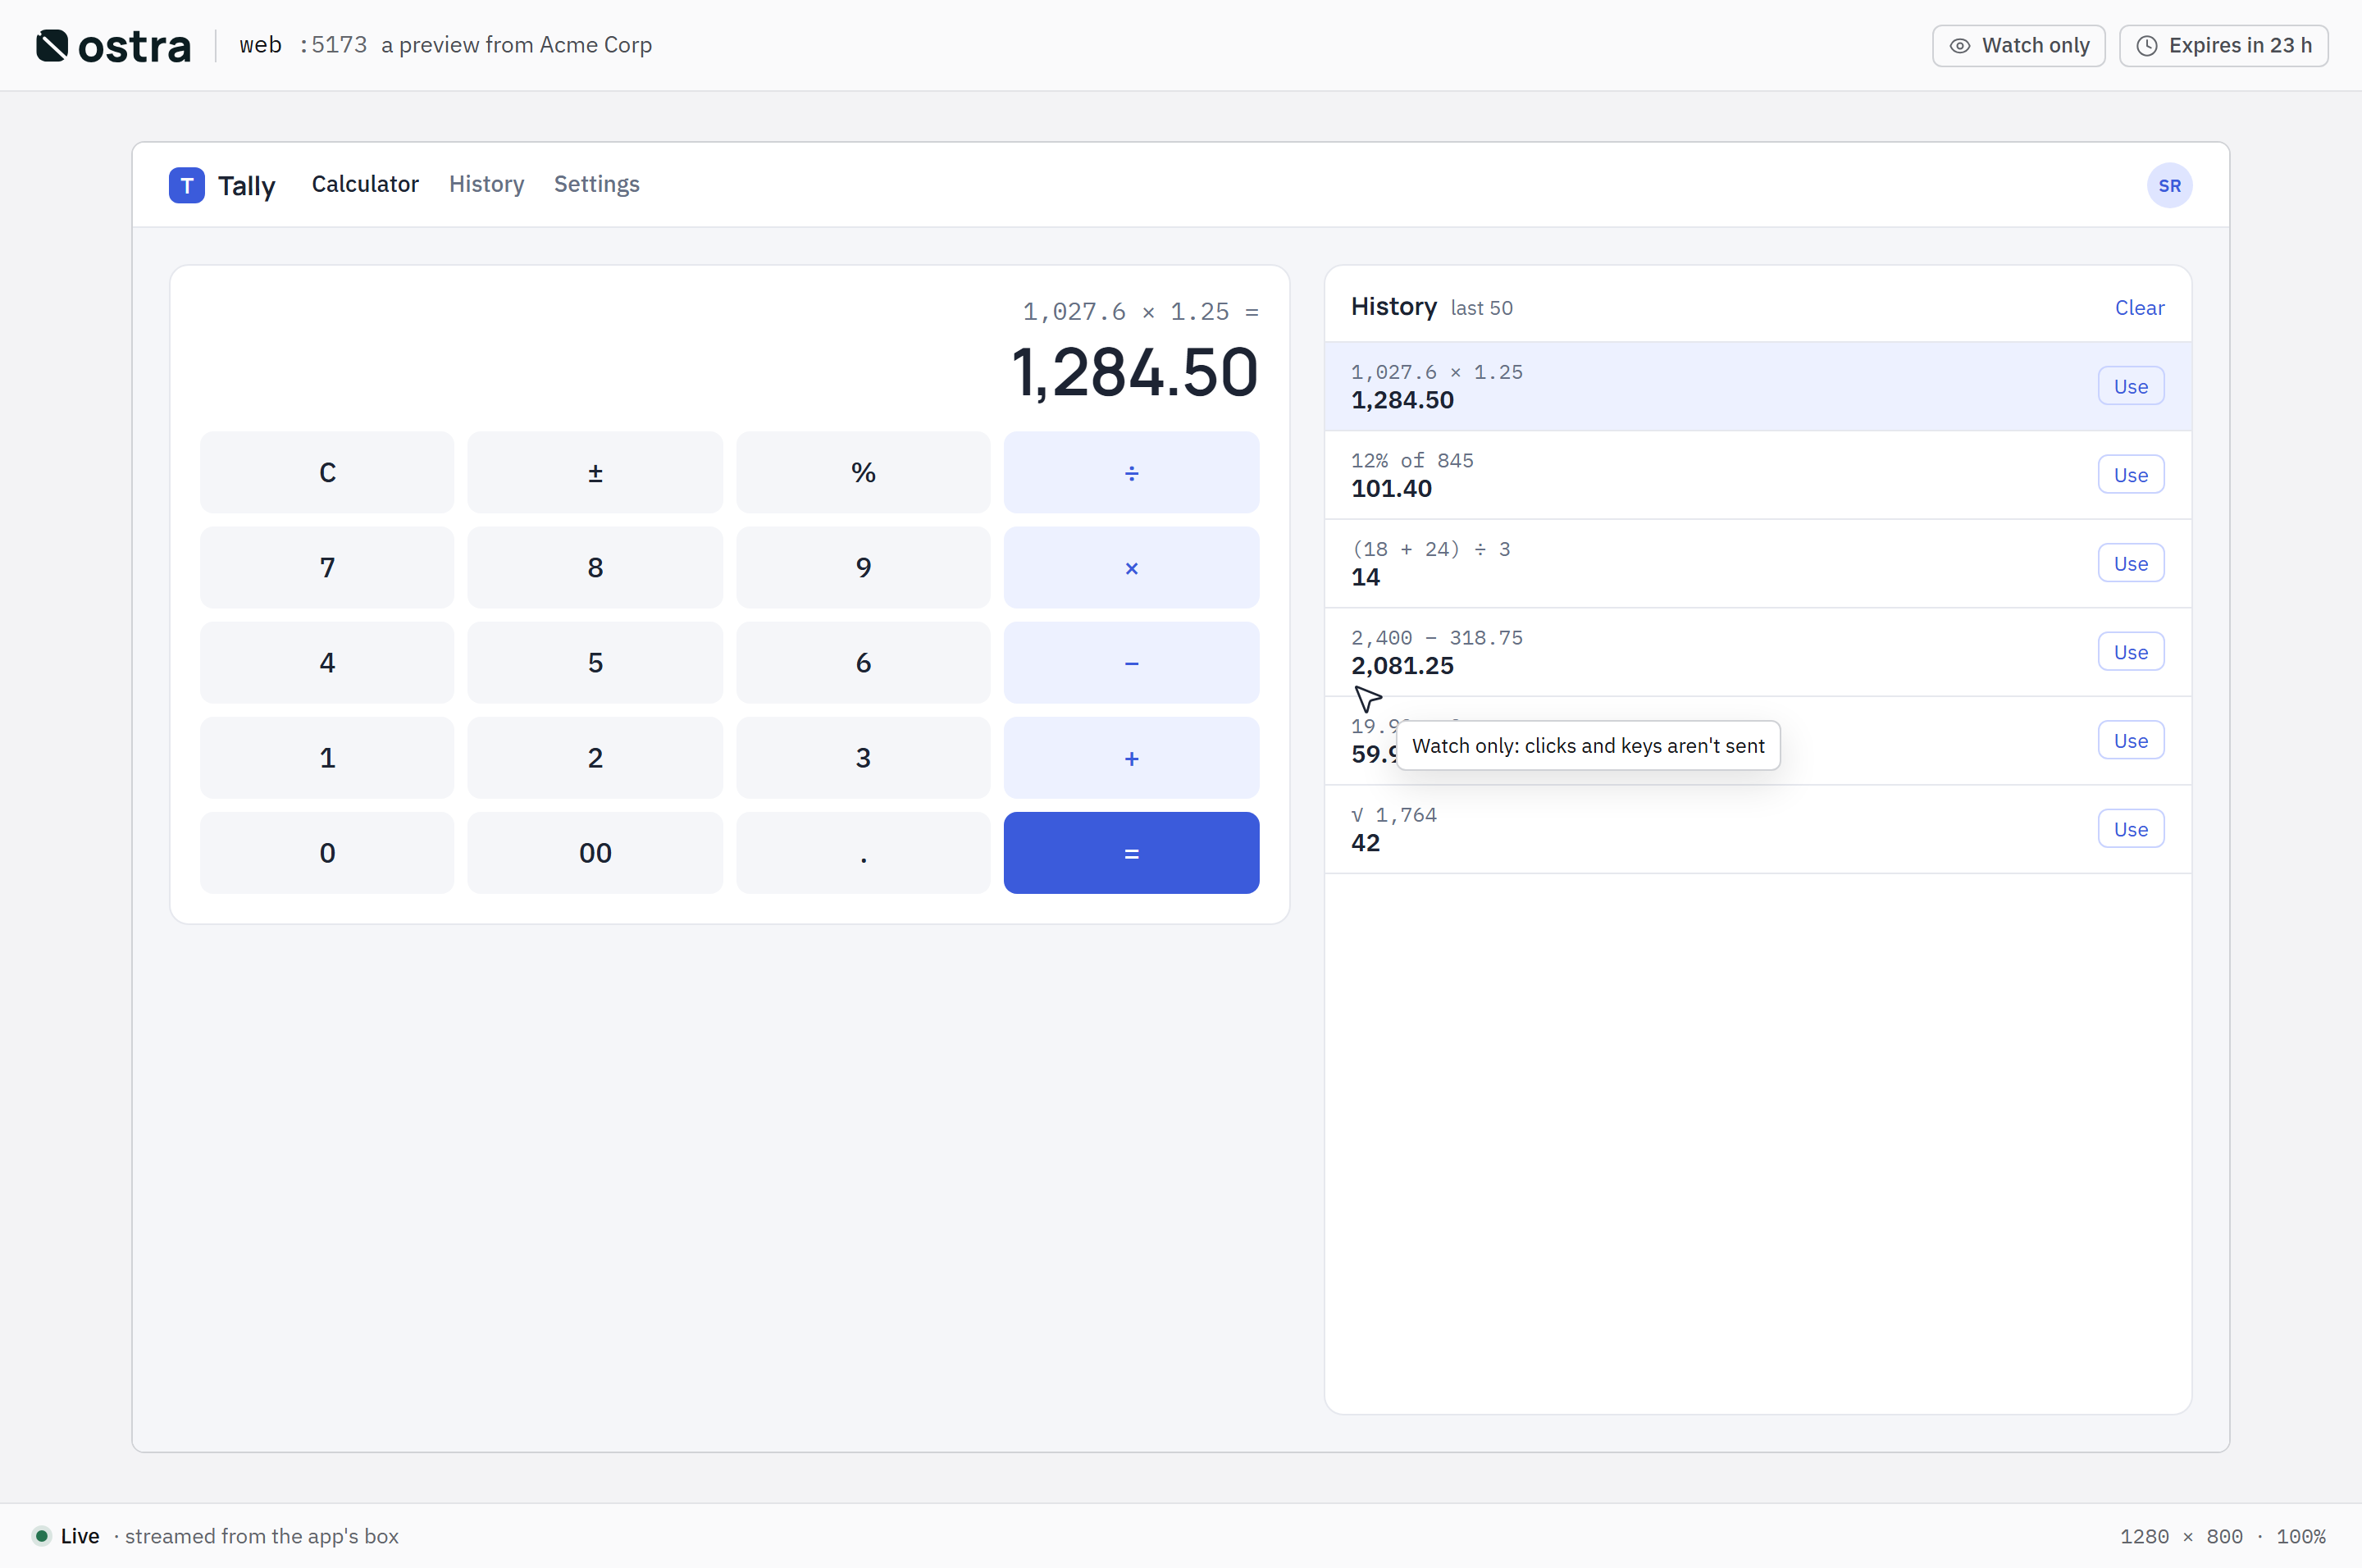 ostra
web :5173 a preview from Acme Corp
Watch only
Expires in 23 h
T Tally Calculator History Settings
SR
1,027.6 × 1.25 =
1,284.50
C ± % ÷
7 8 9 ×
4 5 6 −
1 2 3 +
0 00 . =
History last 50
Clear
1,027.6 × 1.25
1,284.50
Use
12% of 845
101.40
Use
(18 + 24) ÷ 3
14
Use
2,400 − 318.75
2,081.25
Use
Watch only: clicks and keys aren't sent
Use
√ 1,764
42
Use
Live · streamed from the app's box
1280 × 800 · 100%